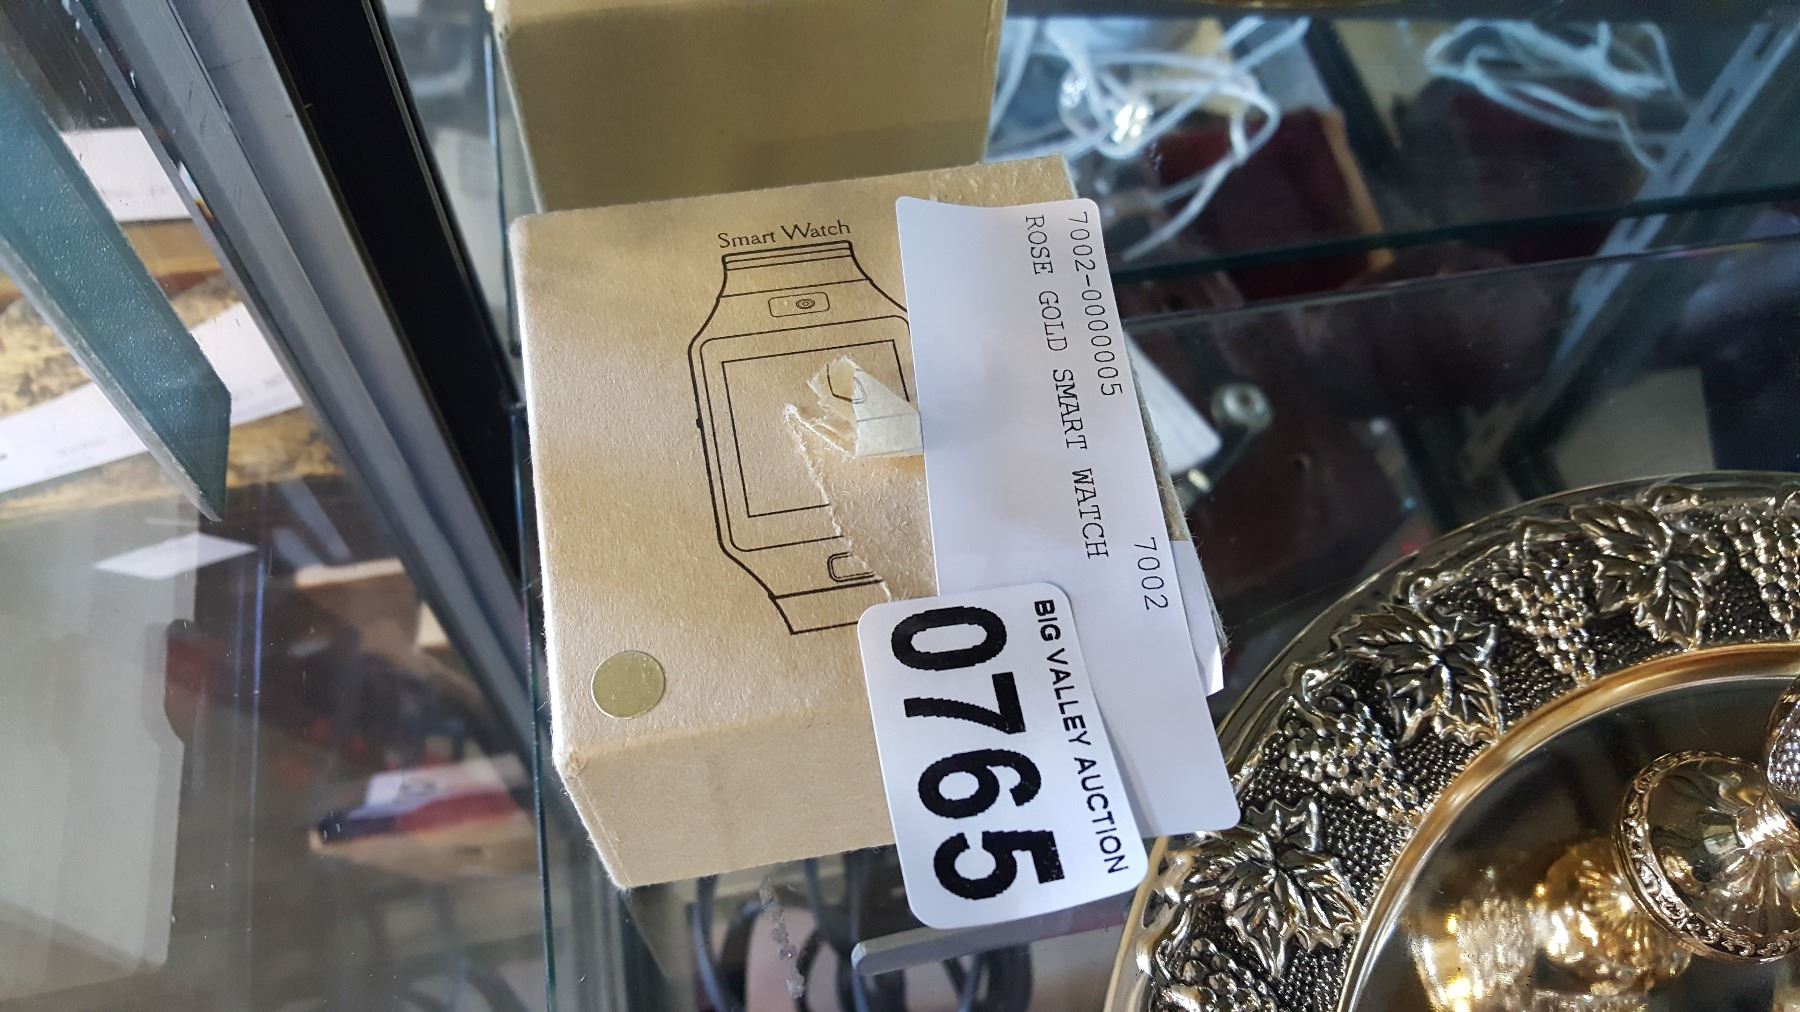 Smart Watch
7002-0000005
ROSE GOLD SMART WATCH
7002
BIG VALLEY AUCTION
0765